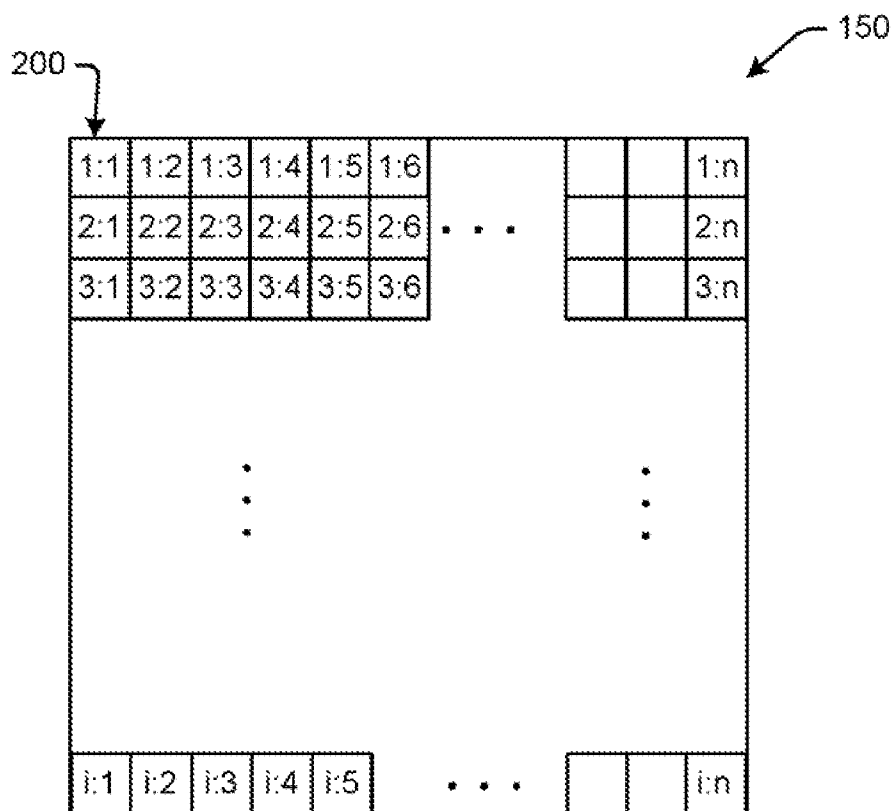 150
200
1:1 1:2 1:3 1:4 1:5 1:6 1:n
2:1 2:2 2:3 2:4 2:5 2:6 . . . 2:n
3:1 3:2 3:3 3:4 3:5 3:6 3:n
i:1 i:2 i:3 i:4 i:5 . . . i:n